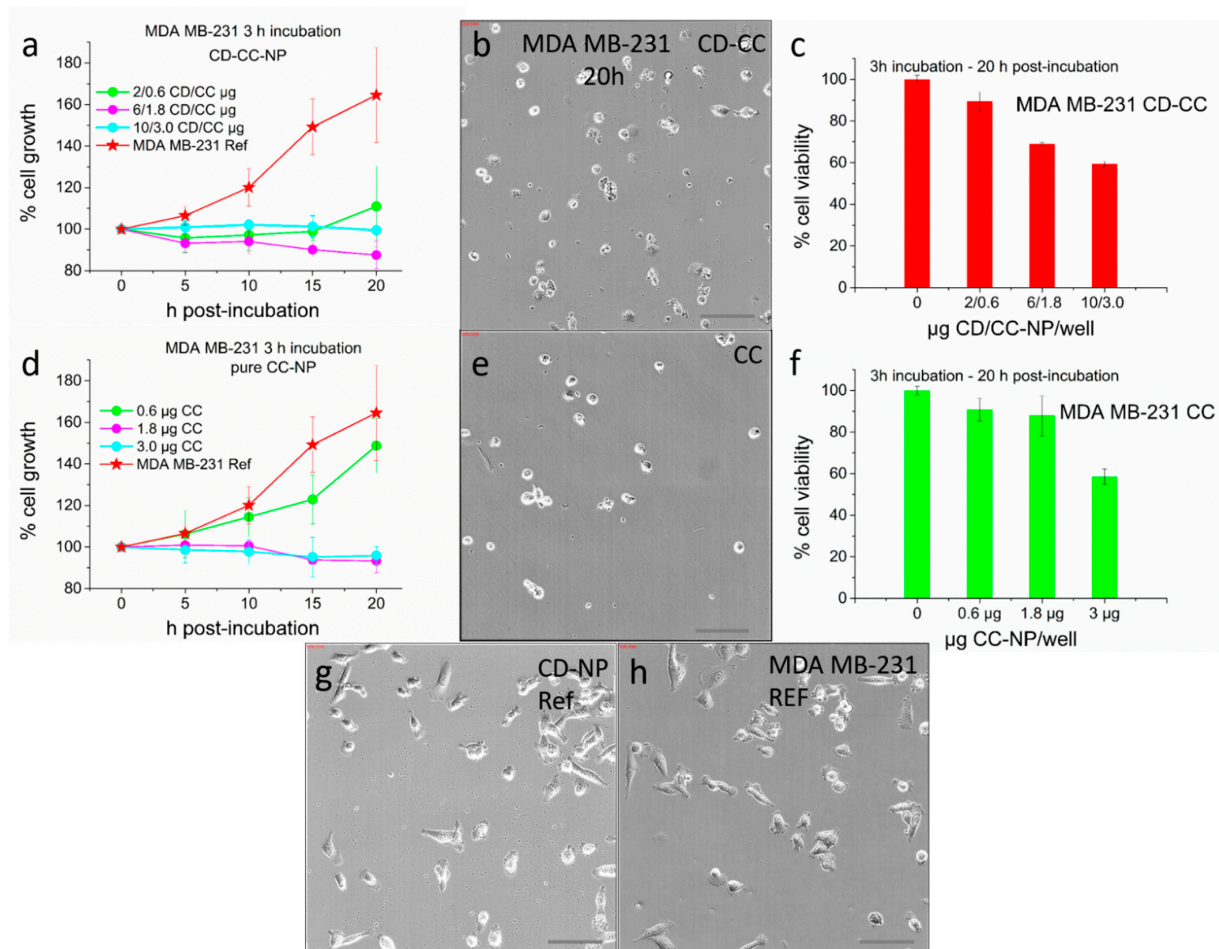 a
MDA MB-231 3 h incubation
CD-CC-NP
180
160
140
120
100
80
% cell growth
2/0.6 CD/CC µg
6/1.8 CD/CC µg
10/3.0 CD/CC µg
MDA MB-231 Ref
0 5 10 15 20
h post-incubation
b
MDA MB-231 CD-CC
20h
c
3h incubation - 20 h post-incubation
MDA MB-231 CD-CC
100
80
60
40
20
0
% cell viability
0 2/0.6 6/1.8 10/3.0
µg CD/CC-NP/well
d
MDA MB-231 3 h incubation
pure CC-NP
180
160
140
120
100
80
% cell growth
0.6 µg CC
1.8 µg CC
3.0 µg CC
MDA MB-231 Ref
0 5 10 15 20
h post-incubation
e
CC
f
3h incubation - 20 h post-incubation
MDA MB-231 CC
100
80
60
40
20
0
% cell viability
0 0.6 µg 1.8 µg 3 µg
µg CC-NP/well
g
CD-NP
Ref
h
MDA MB-231
REF